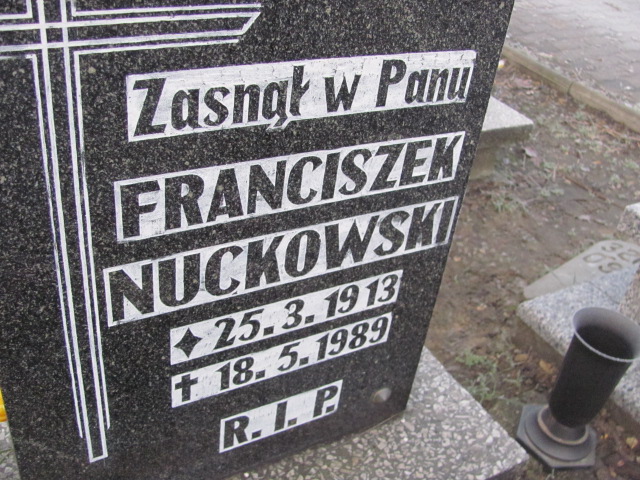 Zasnął w Panu
FRANCISZEK
NUCKOWSKI
✦ 25. 3. 1913
✝ 18. 5. 1989
R. I. P.